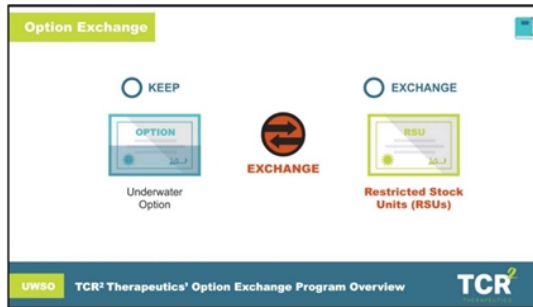 Option Exchange
KEEP
EXCHANGE
OPTION
RSU
EXCHANGE
Underwater
Option
Restricted Stock
Units (RSUs)
UWSO
TCR² Therapeutics' Option Exchange Program Overview
TCR²
THERAPEUTICS